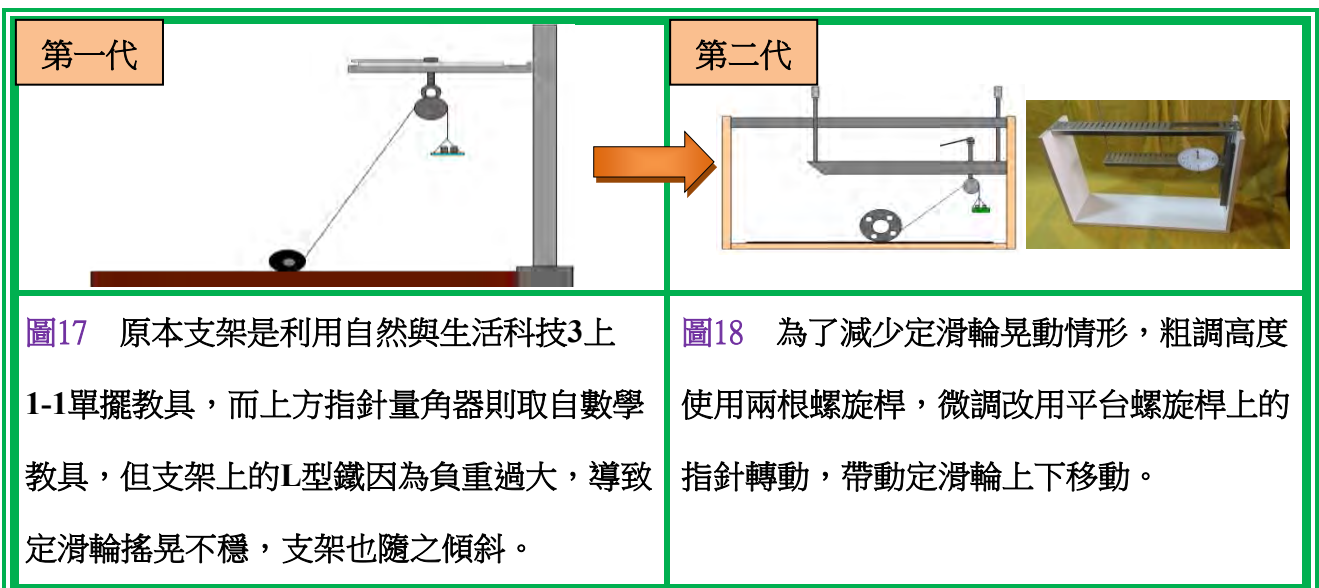 第一代
第二代
圖17 原本支架是利用自然與生活科技3上
1-1單擺教具，而上方指針量角器則取自數學
教具，但支架上的L型鐵因為負重過大，導致
定滑輪搖晃不穩，支架也隨之傾斜。
圖18 為了減少定滑輪晃動情形，粗調高度
使用兩根螺旋桿，微調改用平台螺旋桿上的
指針轉動，帶動定滑輪上下移動。